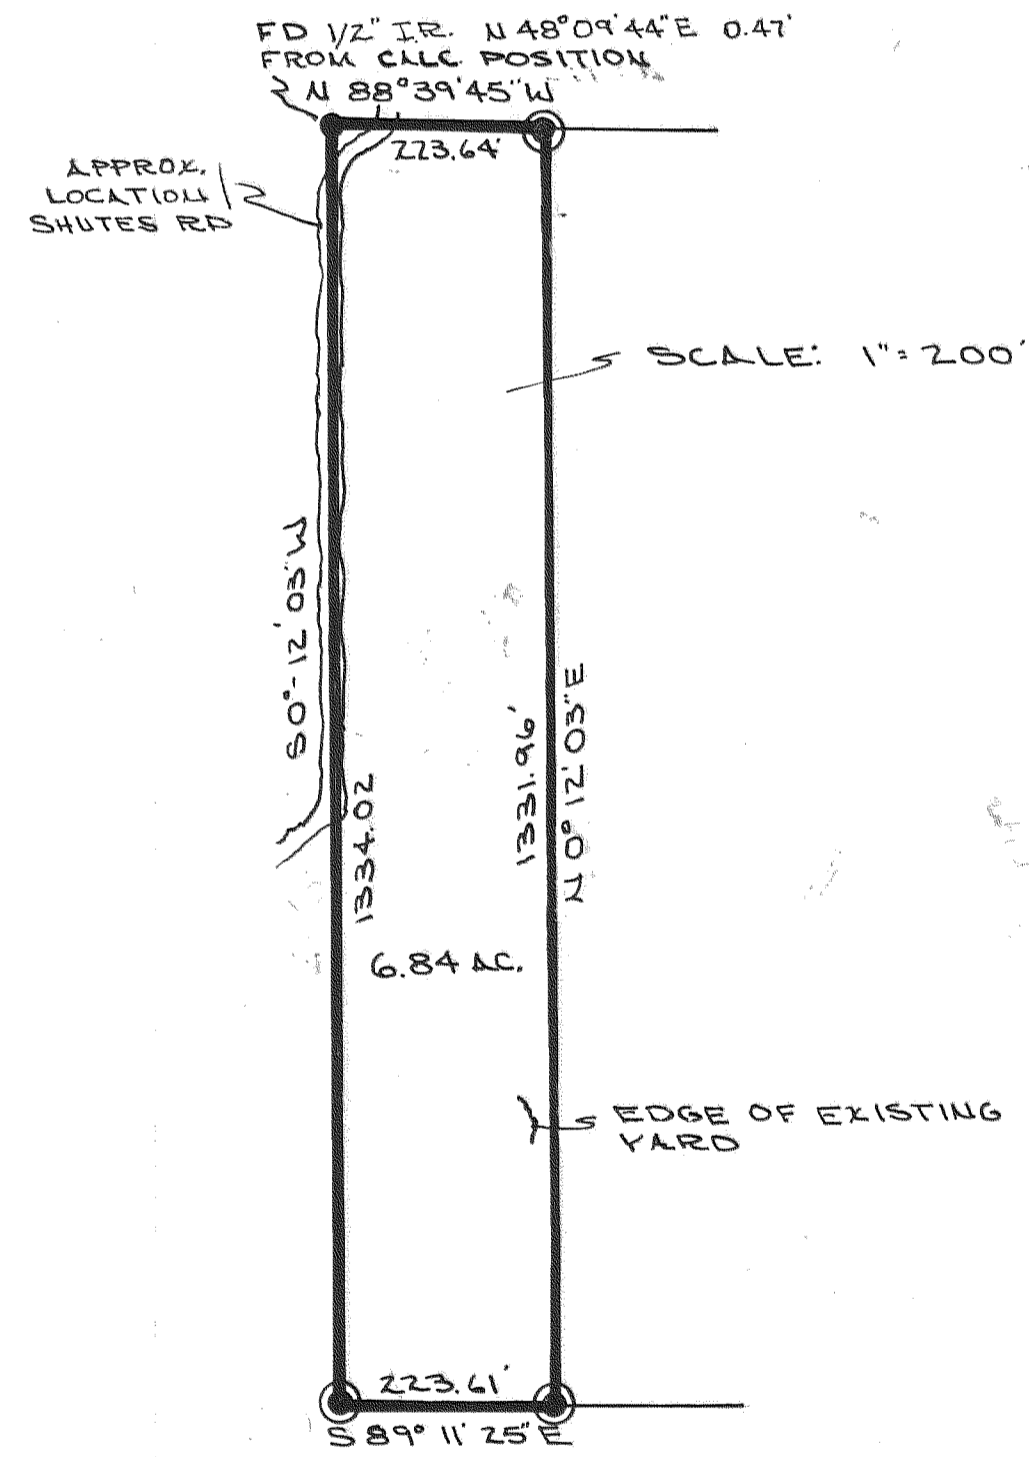 FD 1/2" I.R. N 48°09'44"E 0.47'
FROM CALC POSITION
N 88°39'45"W
223.64'
APPROX.
LOCATION
SHUTES RD
SCALE: 1"=200'
S0°-12'03"W
1334.02
1331.96'
N 0°12'03"E
6.84 AC.
EDGE OF EXISTING
YARD
223.61'
S 89° 11' 25" E